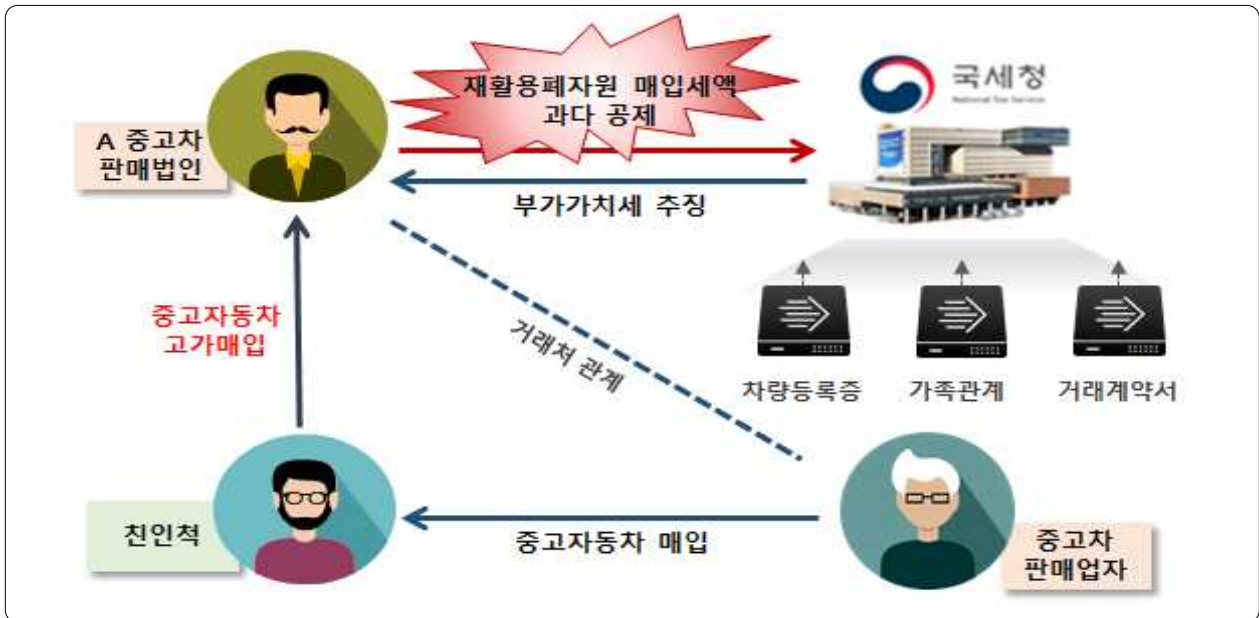 재활용폐자원 매입세액
과다 공제
국세청
National Tax Service
A 중고차
판매법인
부가가치세 추징
중고자동차
고가매입
거래처 관계
차량등록증
가족관계
거래계약서
친인척
중고자동차 매입
중고차
판매업자